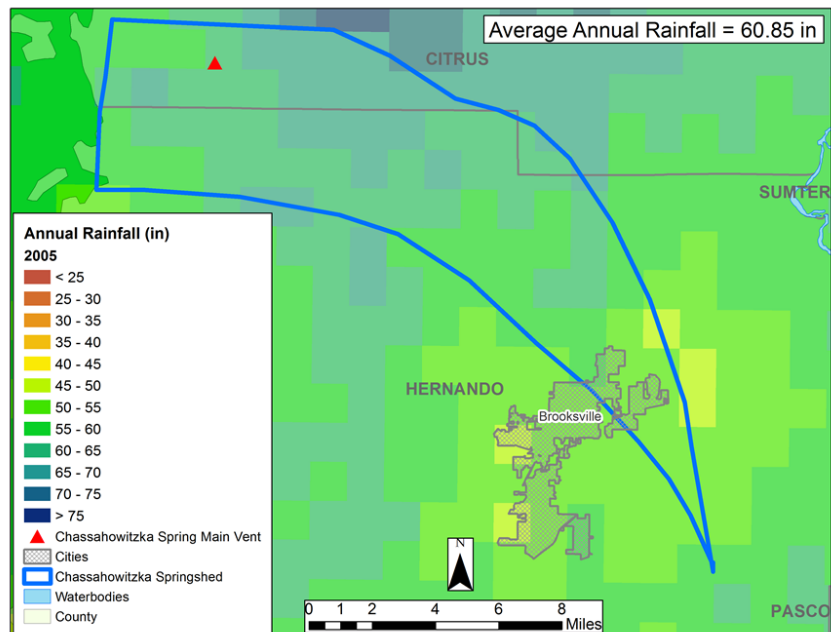 Average Annual Rainfall = 60.85 in
CITRUS
SUMTER
HERNANDO
Brooksville
PASCO
Annual Rainfall (in)
2005
< 25
25 - 30
30 - 35
35 - 40
40 - 45
45 - 50
50 - 55
55 - 60
60 - 65
65 - 70
70 - 75
> 75
Chassahowitzka Spring Main Vent
Cities
Chassahowitzka Springshed
Waterbodies
County
N
0 1 2 4 6 8
Miles